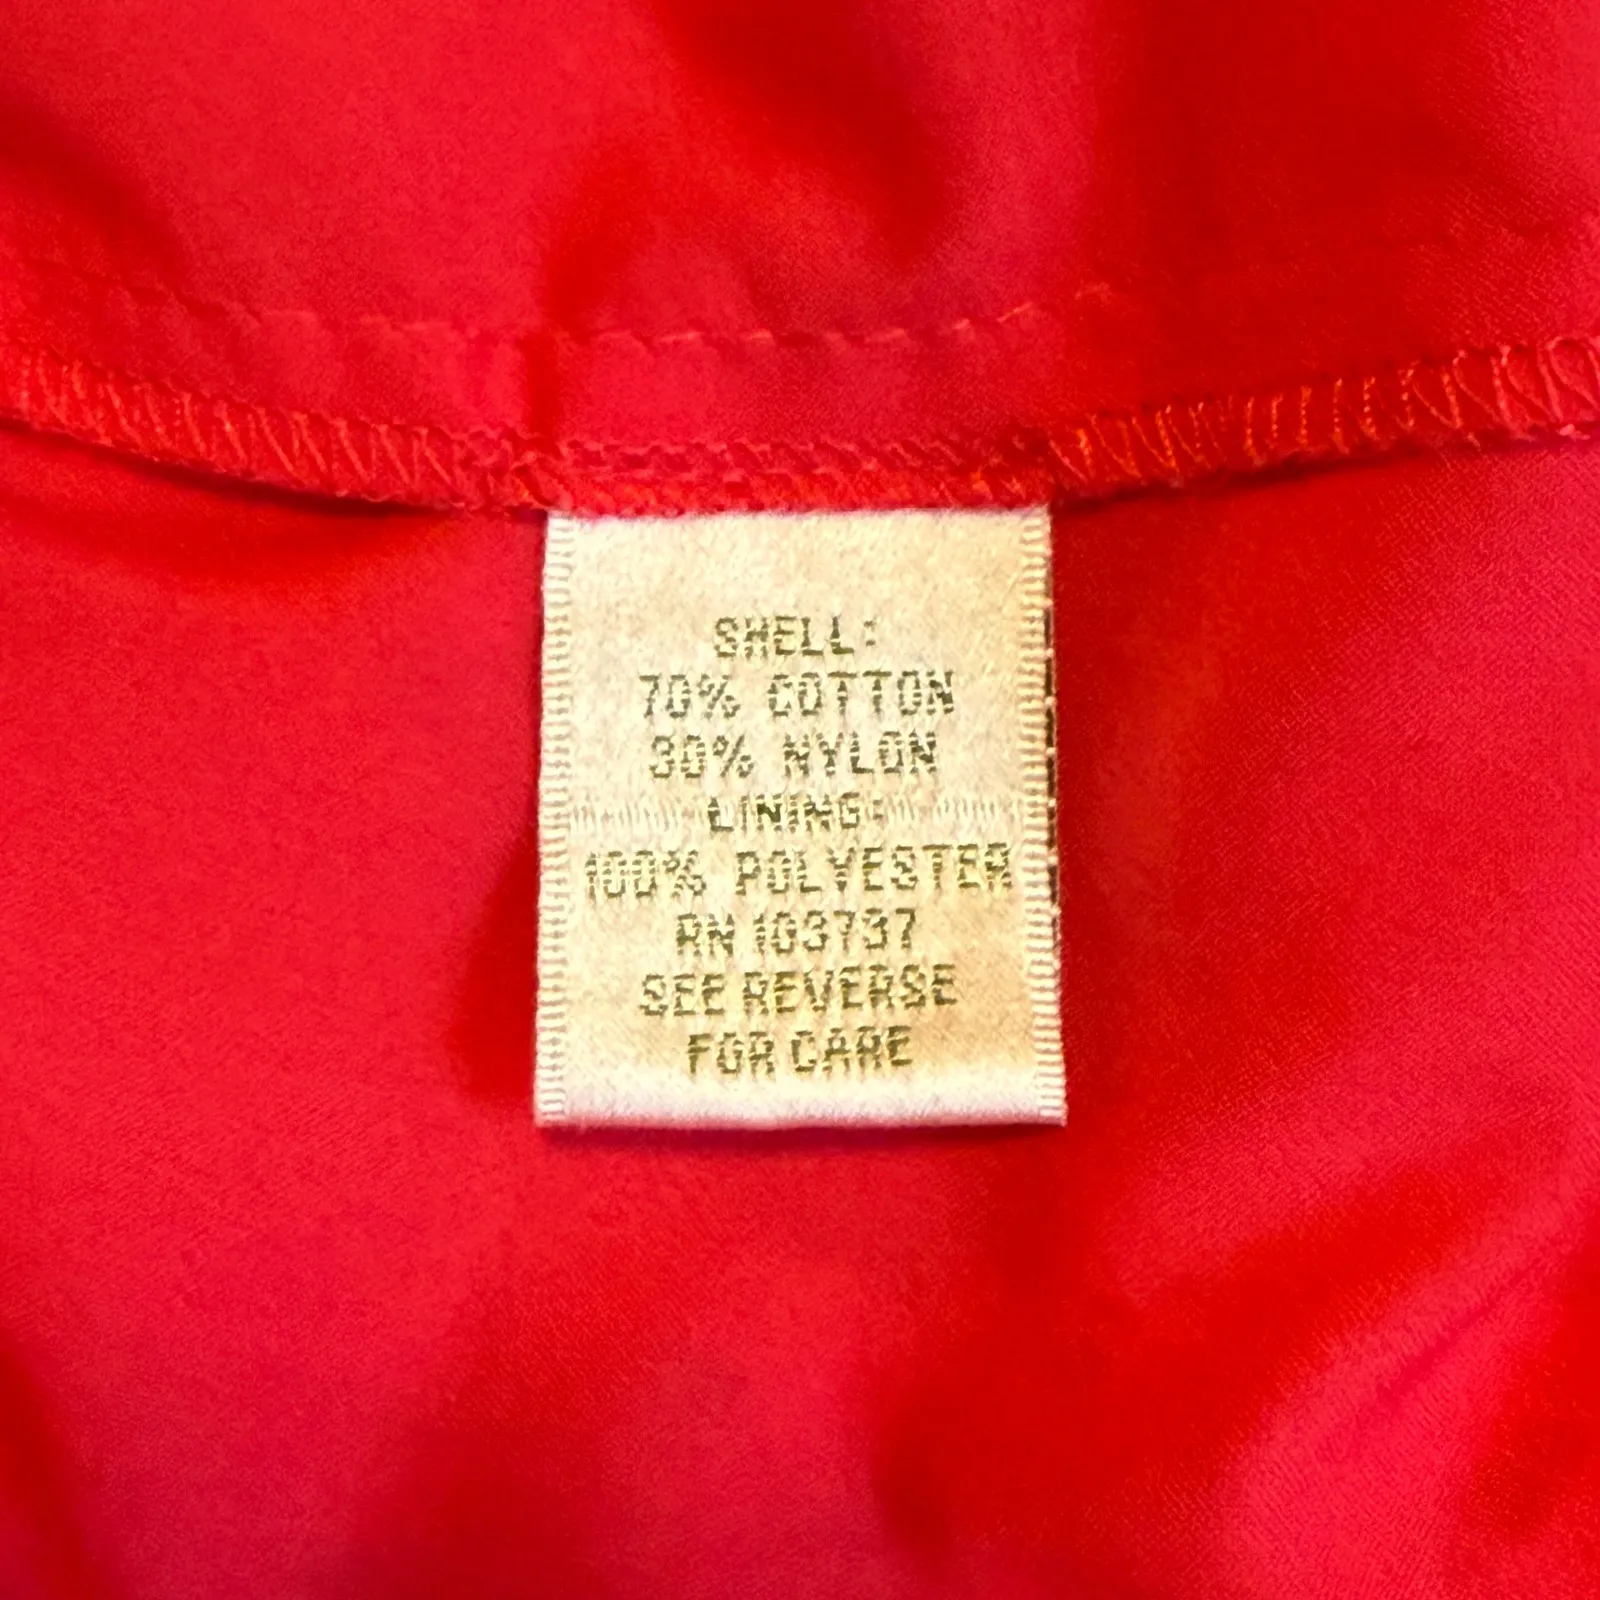 SHELL:
70% COTTON
30% NYLON
LINING:
100% POLYESTER
RN 103737
SEE REVERSE
FOR CARE